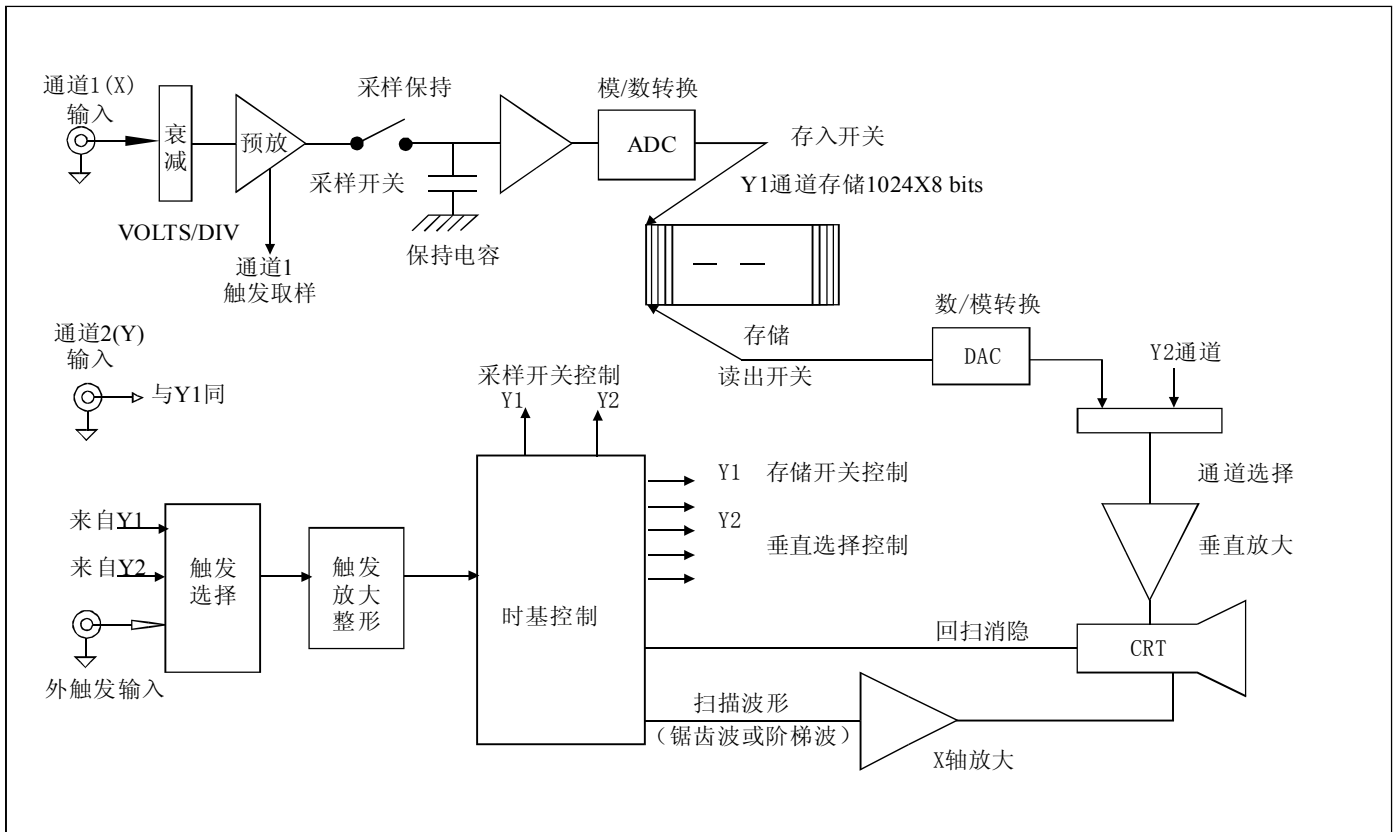 通道1(X)
输入
衰
减
VOLTS/DIV
预放
通道1
触发取样
采样保持
采样开关
保持电容
模/数转换
ADC
存入开关
Y1通道存储1024X8 bits
存储
读出开关
数/模转换
DAC
Y2通道
通道选择
垂直放大
通道2(Y)
输入
与Y1同
采样开关控制
Y1
Y2
Y1 存储开关控制
Y2
垂直选择控制
来自Y1
来自Y2
外触发输入
触发
选择
触发
放大
整形
时基控制
回扫消隐
CRT
扫描波形
（锯齿波或阶梯波）
X轴放大